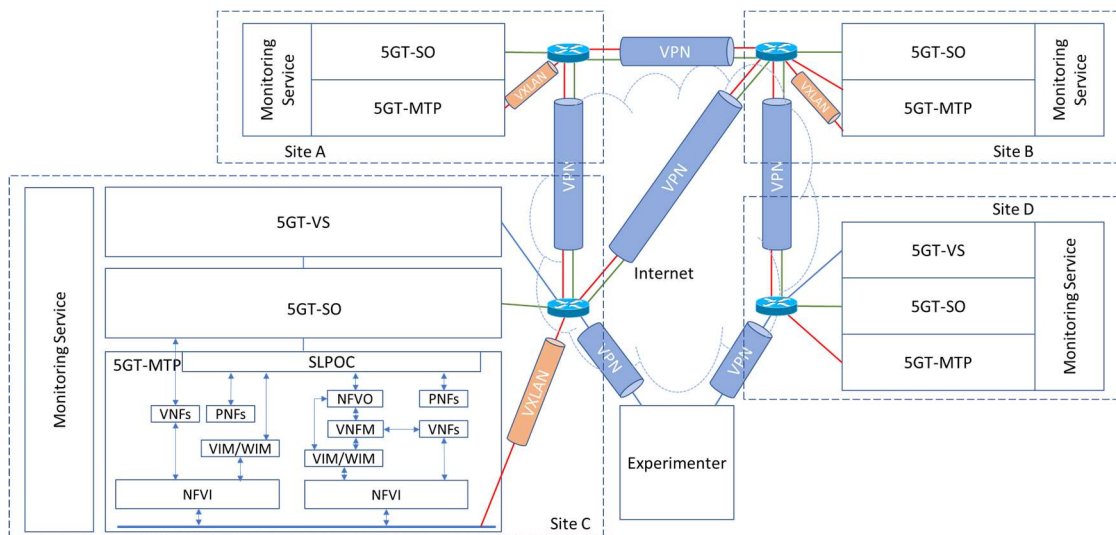 Monitoring
Service
5GT-SO
5GT-MTP
VXLAN
Site A
VPN
5GT-SO
5GT-MTP
VXLAN
Monitoring
Service
Site B
VPN
VPN
VPN
Internet
Monitoring Service
5GT-VS
5GT-SO
5GT-MTP
SLPOC
VNFs
PNFs
NFVO
PNFs
VNFM
VNFs
VIM/WIM
VIM/WIM
NFVI
NFVI
VXLAN
Site C
VPN
VPN
Experimenter
Site D
5GT-VS
5GT-SO
5GT-MTP
Monitoring Service